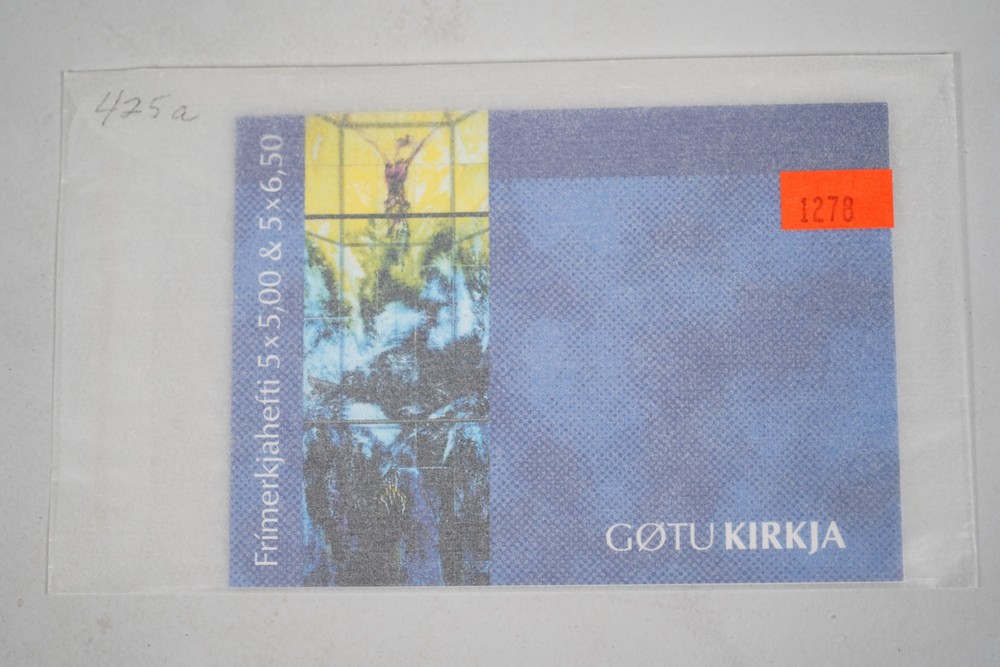 425a
Frímerkjahefti 5 x 5,00 & 5 x 6,50
1278
GØTU KIRKJA